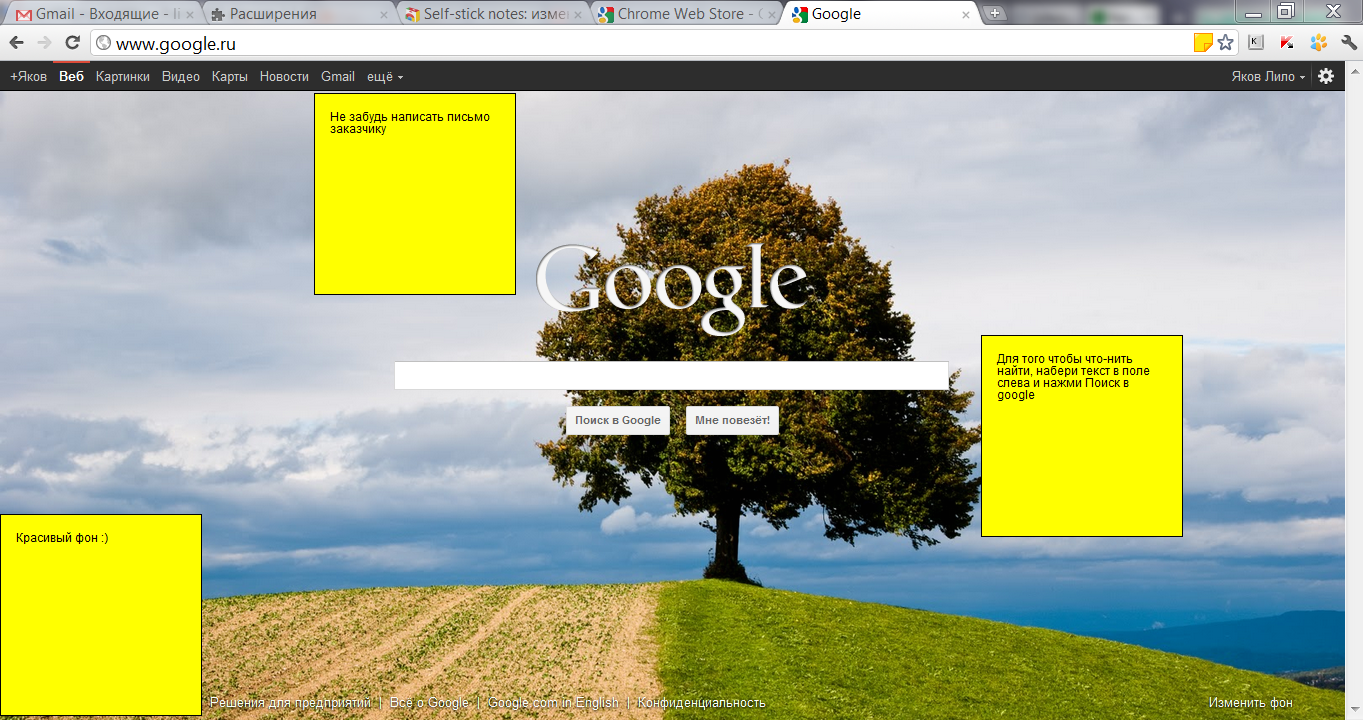 Gmail - Входящие - li
Расширения
Self-stick notes: изме
Chrome Web Store - G
Google
www.google.ru
+Яков Веб Картинки Видео Карты Новости Gmail ещё
Яков Лило
Не забудь написать письмо
заказчику
Google
Для того чтобы что-нить
найти, набери текст в поле
слева и нажми Поиск в
google
Поиск в Google
Мне повезёт!
Красивый фон :)
Решения для предприятий | Всё о Google | Google.com in English | Конфиденциальность
Изменить фон